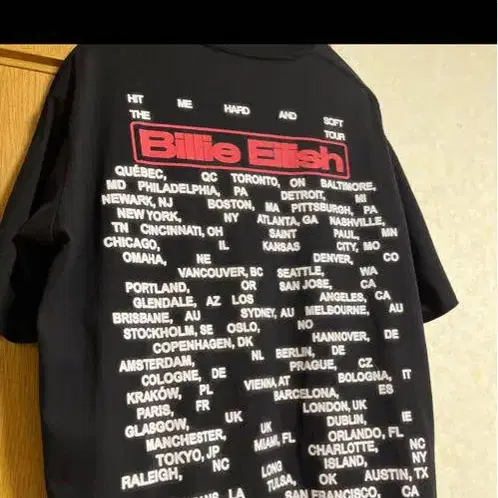 HIT ME HARD AND SOFT
THE TOUR
Billie Eilish
QUÉBEC, QC TORONTO, ON BALTIMORE,
MD PHILADELPHIA, PA DETROIT, MI
NEWARK, NJ BOSTON, MA PITTSBURGH, PA
NEW YORK, NY ATLANTA, GA NASHVILLE,
TN CINCINNATI, OH SAINT PAUL, MN
CHICAGO, IL KANSAS CITY, MO
OMAHA, NE DENVER, CO
VANCOUVER, BC SEATTLE, WA
PORTLAND, OR SAN JOSE, CA
GLENDALE, AZ LOS ANGELES, CA
BRISBANE, AU SYDNEY, AU MELBOURNE, AU
STOCKHOLM, SE OSLO, NO
COPENHAGEN, DK HANNOVER, DE
AMSTERDAM, NL BERLIN, DE
COLOGNE, DE PRAGUE, CZ
KRAKÓW, PL VIENNA, AT BOLOGNA, IT
PARIS, FR BARCELONA, ES
GLASGOW, UK LONDON, UK
MANCHESTER, UK DUBLIN, IE
TOKYO, JP MIAMI, FL ORLANDO, FL
RALEIGH, NC CHARLOTTE, NC
LONG ISLAND, NY
TULSA, OK AUSTIN, TX
LA SAN FRANCISCO, CA